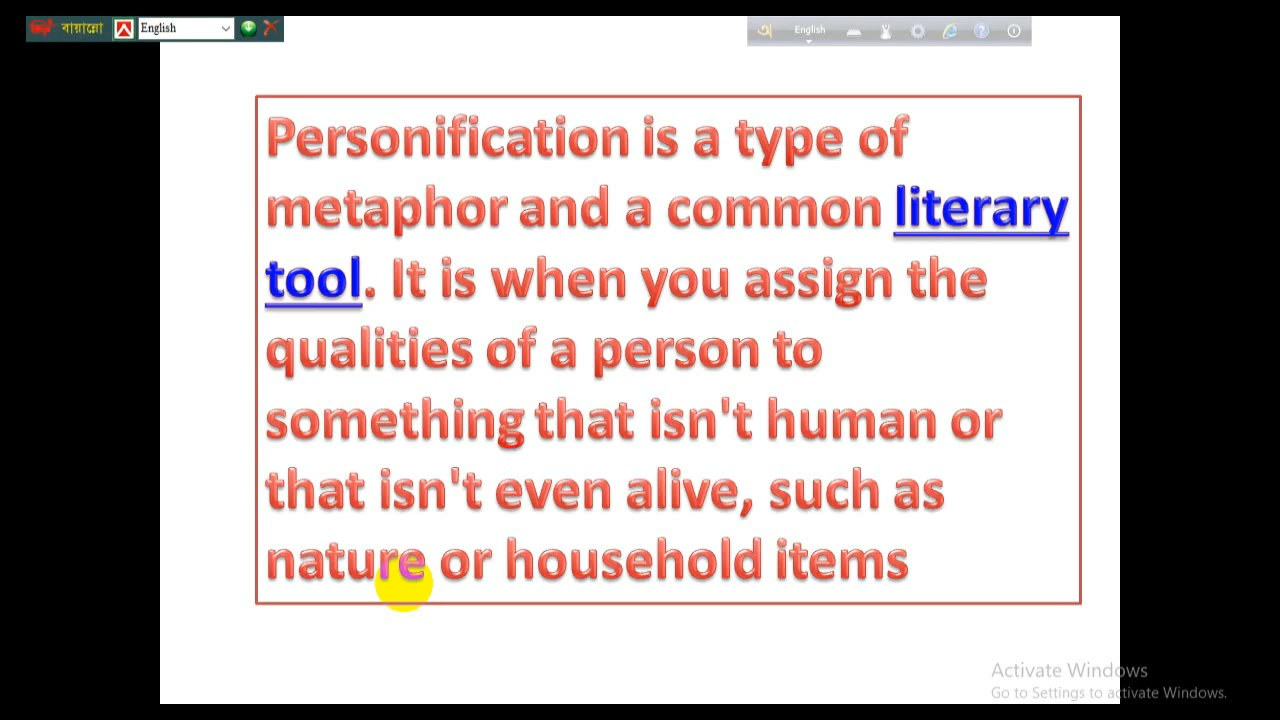 বায়ান্নো English
অ English
Personification is a type of
metaphor and a common literary
tool. It is when you assign the
qualities of a person to
something that isn't human or
that isn't even alive, such as
nature or household items
Activate Windows
Go to Settings to activate Windows.